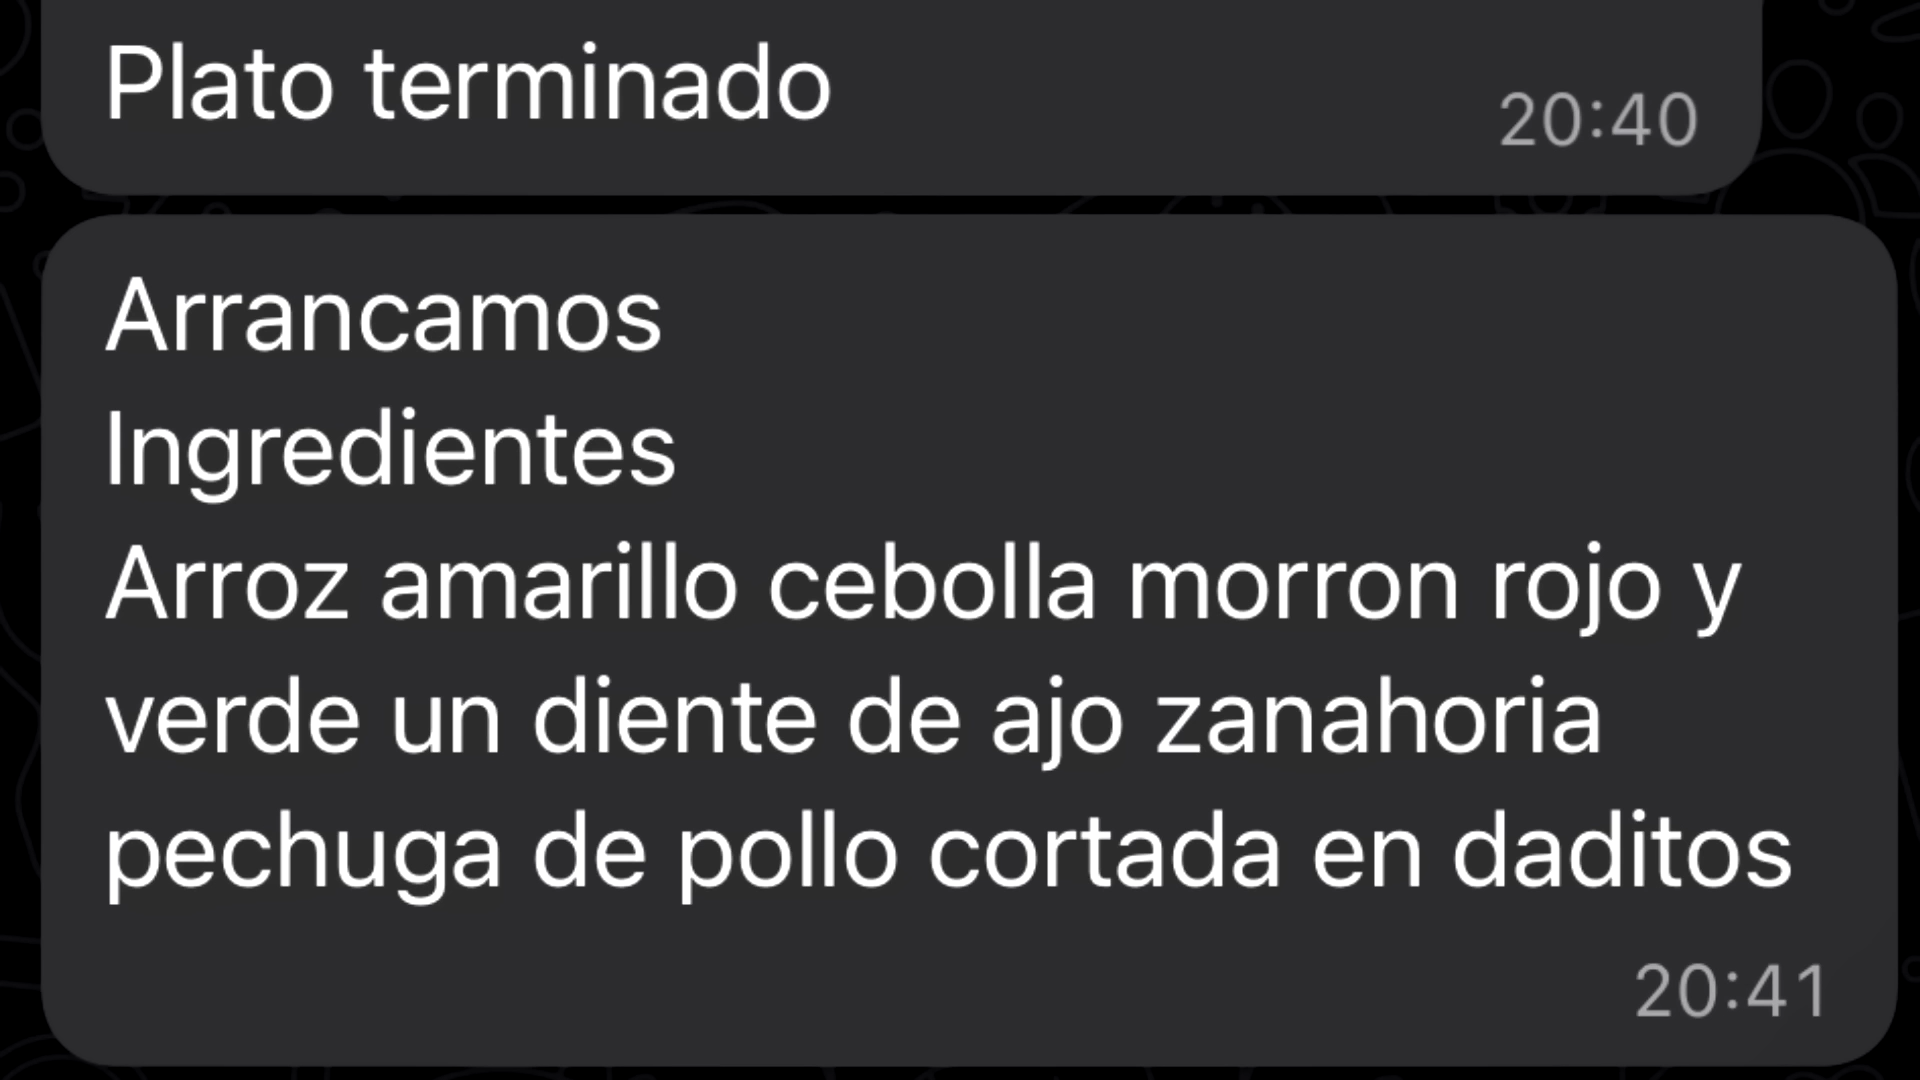 Plato terminado
20:40
Arrancamos
Ingredientes
Arroz amarillo cebolla morron rojo y
verde un diente de ajo zanahoria
pechuga de pollo cortada en daditos
20:41